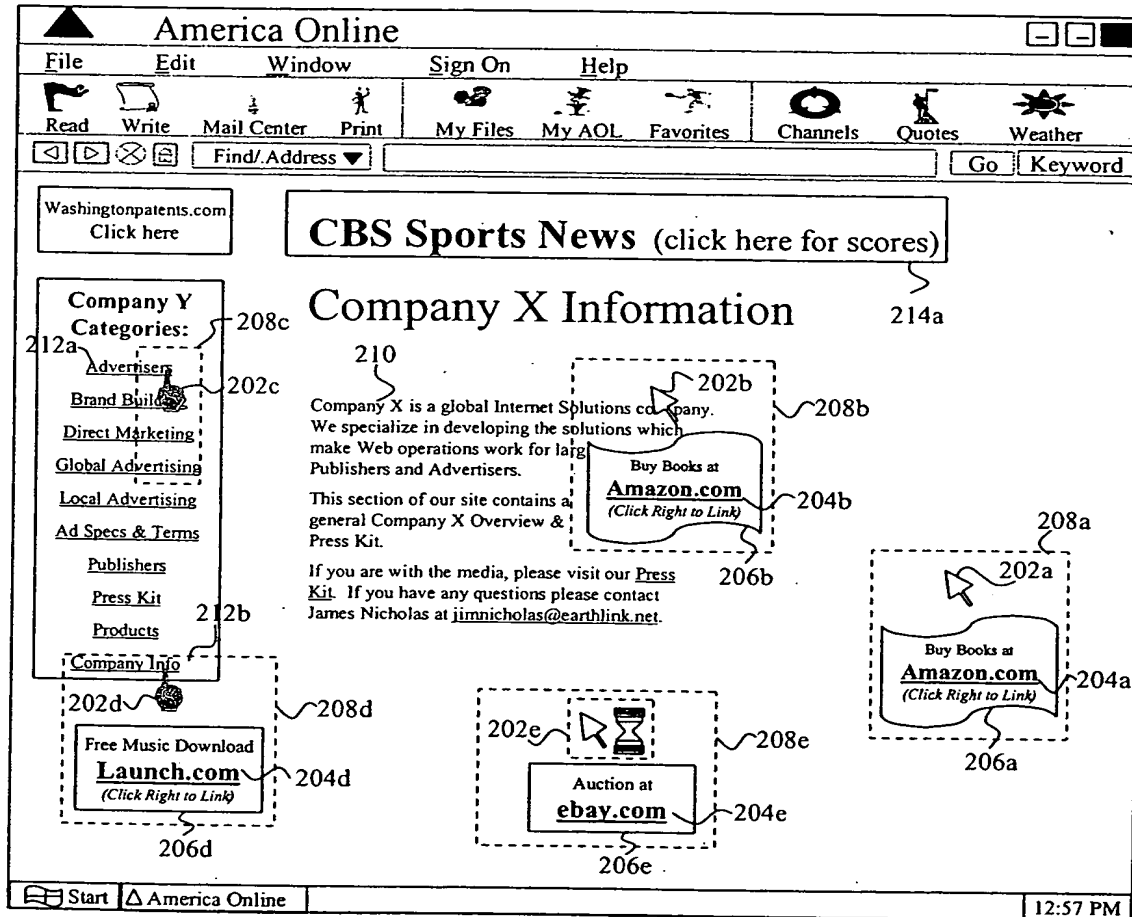 America Online
File Edit Window Sign On Help
Read Write Mail Center Print My Files My AOL Favorites Channels Quotes Weather
Find/.Address Go Keyword
Washingtonpatents.com
Click here
CBS Sports News (click here for scores)
214a
Company Y
Categories:
208c
212a
Advertisers
202c
Brand
Direct Marketing
Global Advertising
Local Advertising
Ad Specs & Terms
Publishers
Press Kit
212b
Products
Company Info
Company X Information
210
Company X is a global Internet Solutions company.
We specialize in developing the solutions which
make Web operations work for larg
Publishers and Advertisers.
This section of our site contains a
general Company X Overview &
Press Kit.
If you are with the media, please visit our Press
Kit. If you have any questions please contact
James Nicholas at jimnicholas@earthlink.net.
202b
208b
Buy Books at
Amazon.com
204b
(Click Right to Link)
206b
208a
202a
Buy Books at
Amazon.com
204a
(Click Right to Link)
206a
202d
208d
Free Music Download
Launch.com
204d
(Click Right to Link)
206d
202e
208e
Auction at
ebay.com
204e
206e
Start America Online 12:57 PM